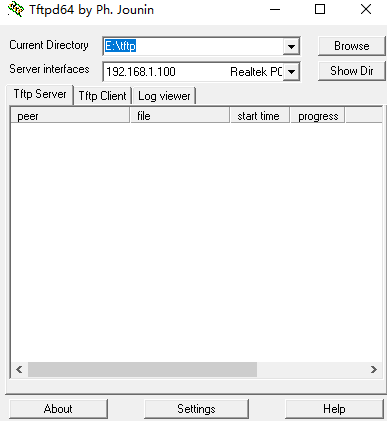 Tftpd64 by Ph. Jounin
Current Directory E:\tftp Browse
Server interfaces 192.168.1.100 Realtek PC Show Dir
Tftp Server Tftp Client Log viewer
peer file start time progress
About Settings Help